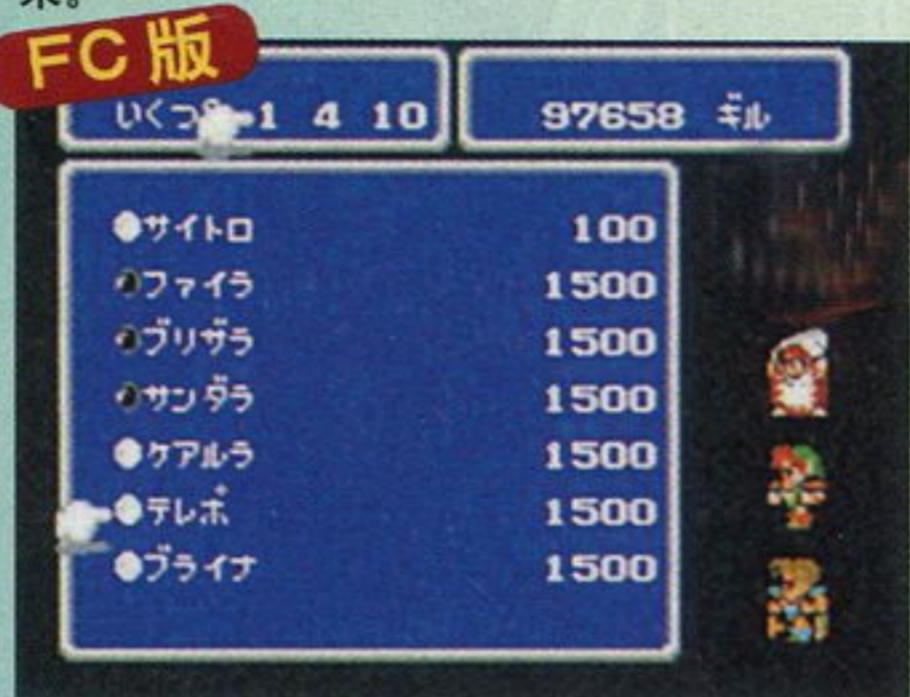 FC版
いくつ? 1 4 10
97658 ギル
サイトロ 100
ファイラ 1500
ブリザラ 1500
サンダラ 1500
ケアルラ 1500
テレポ 1500
ブライナ 1500